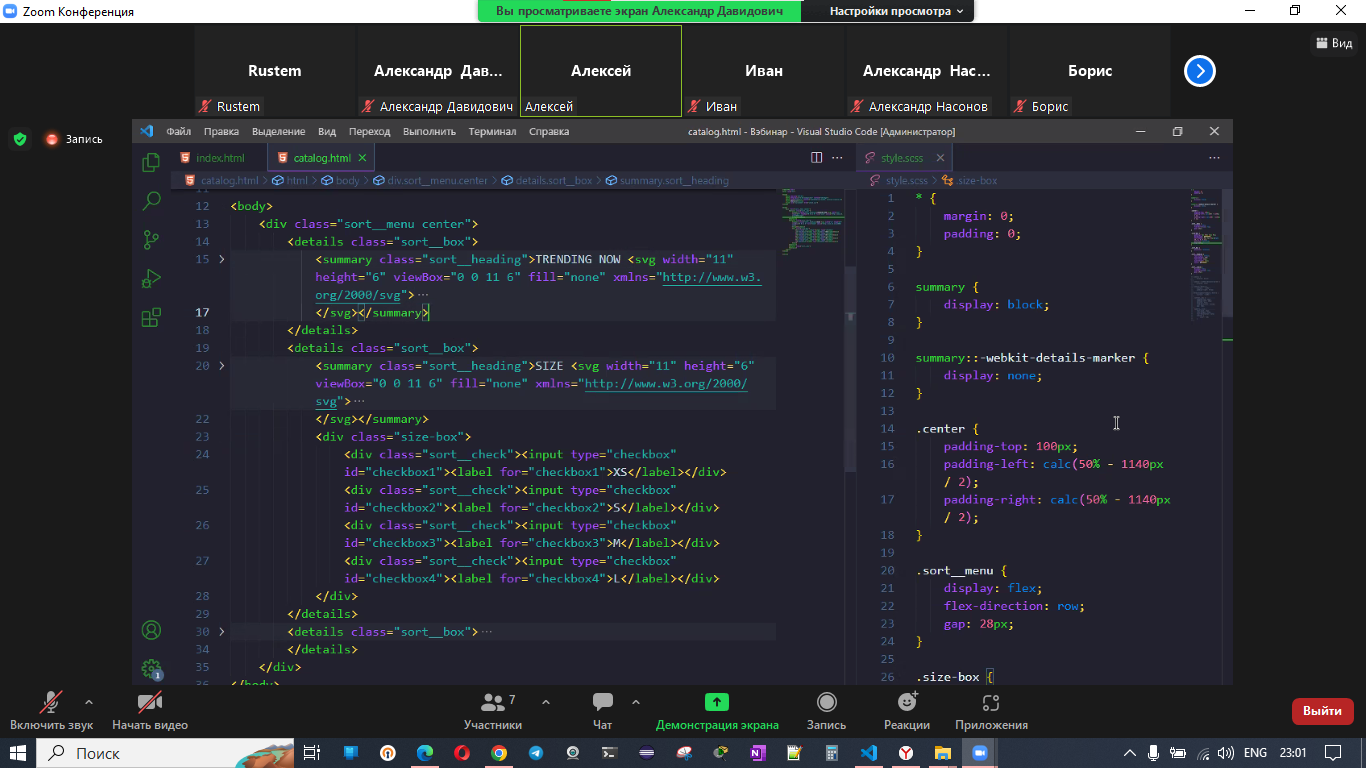 Zoom Конференция
Вы просматриваете экран Александр Давидович
Настройки просмотра
Вид
Rustem
Александр Дав...
Алексей
Иван
Александр Нас...
Борис
Rustem
Александр Давидович
Алексей
Иван
Александр Насонов
Борис
Запись
Файл Правка Выделение Вид Переход Выполнить Терминал Справка
catalog.html - Вэбинар - Visual Studio Code [Администратор]
index.html
catalog.html
catalog.html > html > body > div.sort__menu.center > details.sort__box > summary.sort__heading
12 <body>
13 <div class="sort__menu center">
14 <details class="sort__box">
15 <summary class="sort__heading">TRENDING NOW <svg width="11"
height="6" viewBox="0 0 11 6" fill="none" xmlns="http://www.w3.
org/2000/svg">…
17 </svg></summary>
18 </details>
19 <details class="sort__box">
20 <summary class="sort__heading">SIZE <svg width="11" height="6"
viewBox="0 0 11 6" fill="none" xmlns="http://www.w3.org/2000/
svg">…
22 </svg></summary>
23 <div class="size-box">
24 <div class="sort__check"><input type="checkbox"
id="checkbox1"><label for="checkbox1">XS</label></div>
25 <div class="sort__check"><input type="checkbox"
id="checkbox2"><label for="checkbox2">S</label></div>
26 <div class="sort__check"><input type="checkbox"
id="checkbox3"><label for="checkbox3">M</label></div>
27 <div class="sort__check"><input type="checkbox"
id="checkbox4"><label for="checkbox4">L</label></div>
28 </div>
29 </details>
30 <details class="sort__box">…
34 </details>
35 </div>
style.scss
style.scss > .size-box
1 * {
2 margin: 0;
3 padding: 0;
4 }
5
6 summary {
7 display: block;
8 }
9
10 summary::-webkit-details-marker {
11 display: none;
12 }
13
14 .center {
15 padding-top: 100px;
16 padding-left: calc(50% - 1140px
/ 2);
17 padding-right: calc(50% - 1140px
/ 2);
18 }
19
20 .sort__menu {
21 display: flex;
22 flex-direction: row;
23 gap: 28px;
24 }
25
26 .size-box {
1
Включить звук
Начать видео
7
Участники
Чат
Демонстрация экрана
Запись
Реакции
Приложения
Выйти
Поиск
ENG
23:01